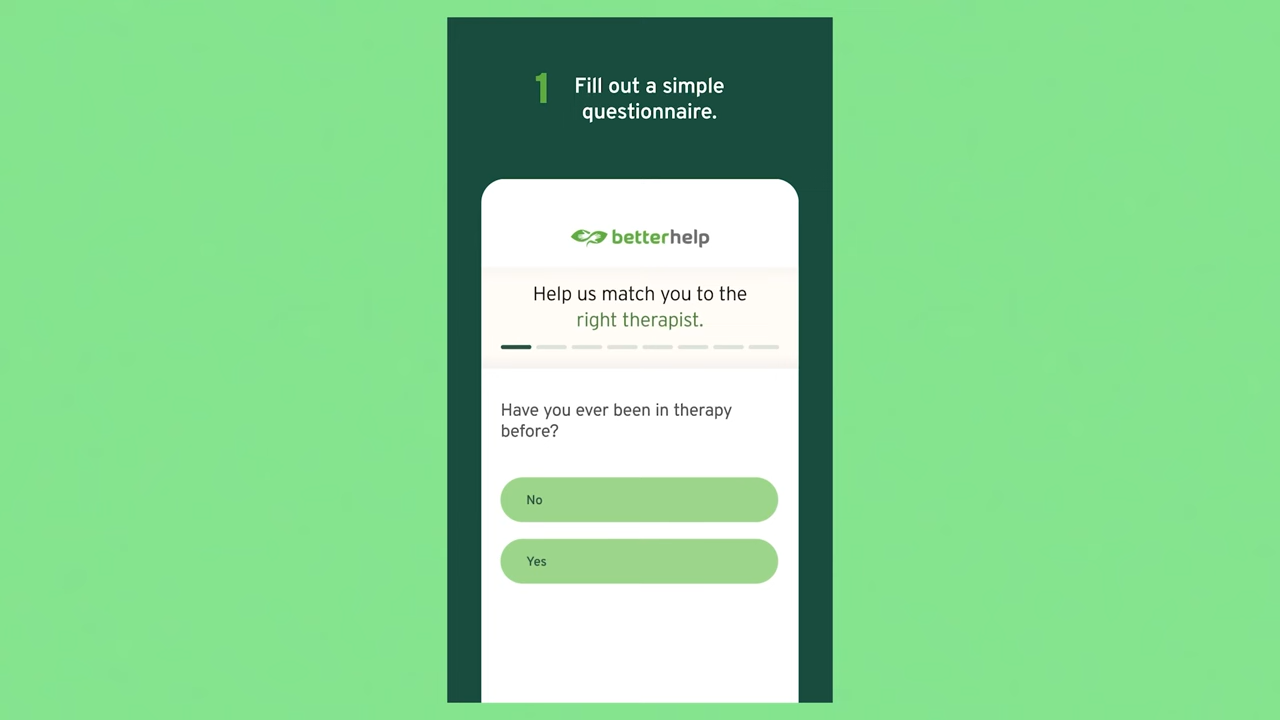 1 Fill out a simple
questionnaire.
betterhelp
Help us match you to the
right therapist.
Have you ever been in therapy
before?
No
Yes